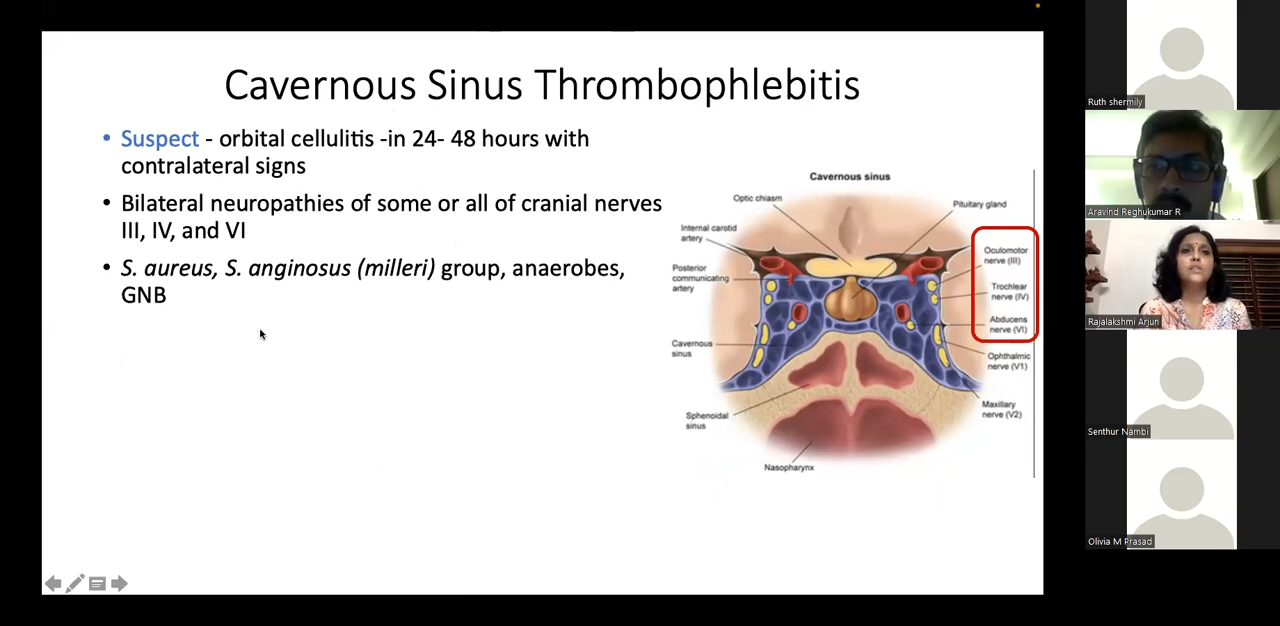 Cavernous Sinus Thrombophlebitis
• Suspect - orbital cellulitis -in 24- 48 hours with
contralateral signs
• Bilateral neuropathies of some or all of cranial nerves
III, IV, and VI
• S. aureus, S. anginosus (milleri) group, anaerobes,
GNB
Cavernous sinus
Optic chiasm
Pituitary gland
Internal carotid
artery
Oculomotor
nerve (III)
Posterior
communicating
artery
Trochlear
nerve (IV)
Abducens
nerve (VI)
Cavernous
sinus
Ophthalmic
nerve (V1)
Maxillary
nerve (V2)
Sphenoidal
sinus
Nasopharynx
Ruth shermily
Aravind Reghukumar R
Rajalakshmi Arjun
Senthur Nambi
Olivia M Prasad